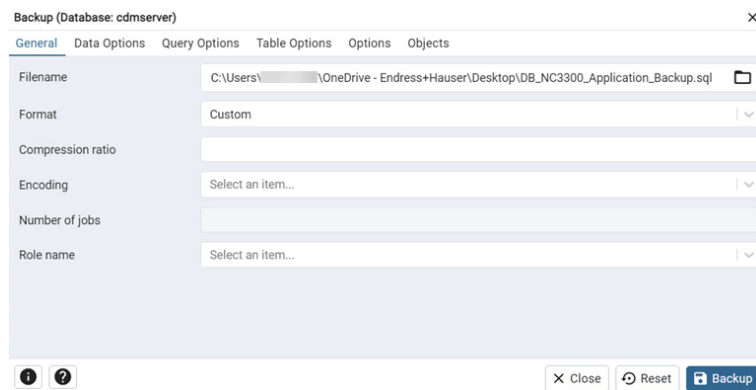 Backup (Database: cdmserver)
General Data Options Query Options Table Options Options Objects
Filename C:\Users\ \OneDrive - Endress+Hauser\Desktop\DB_NC3300_Application_Backup.sql
Format Custom
Compression ratio
Encoding Select an item...
Number of jobs
Role name Select an item...
Close Reset Backup